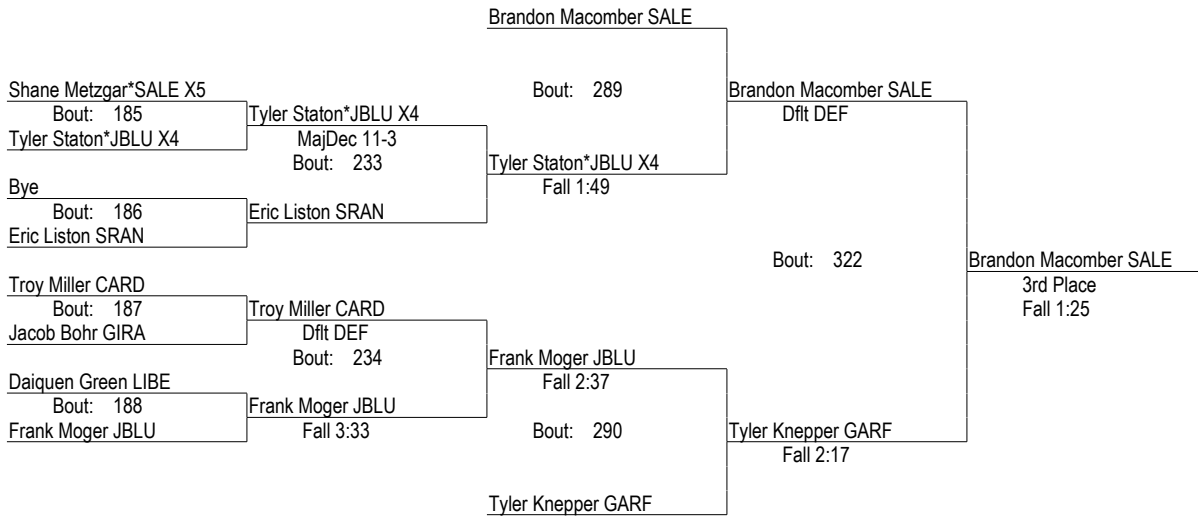 Brandon Macomber SALE
Shane Metzgar*SALE X5
Bout: 289
Brandon Macomber SALE
Bout: 185
Tyler Staton*JBLU X4
Dflt DEF
Tyler Staton*JBLU X4
MajDec 11-3
Bout: 233
Tyler Staton*JBLU X4
Bye
Fall 1:49
Bout: 186
Eric Liston SRAN
Eric Liston SRAN
Bout: 322
Brandon Macomber SALE
Troy Miller CARD
3rd Place
Bout: 187
Troy Miller CARD
Fall 1:25
Jacob Bohr GIRA
Dflt DEF
Bout: 234
Frank Moger JBLU
Daiquen Green LIBE
Fall 2:37
Bout: 188
Frank Moger JBLU
Frank Moger JBLU
Fall 3:33
Bout: 290
Tyler Knepper GARF
Fall 2:17
Tyler Knepper GARF